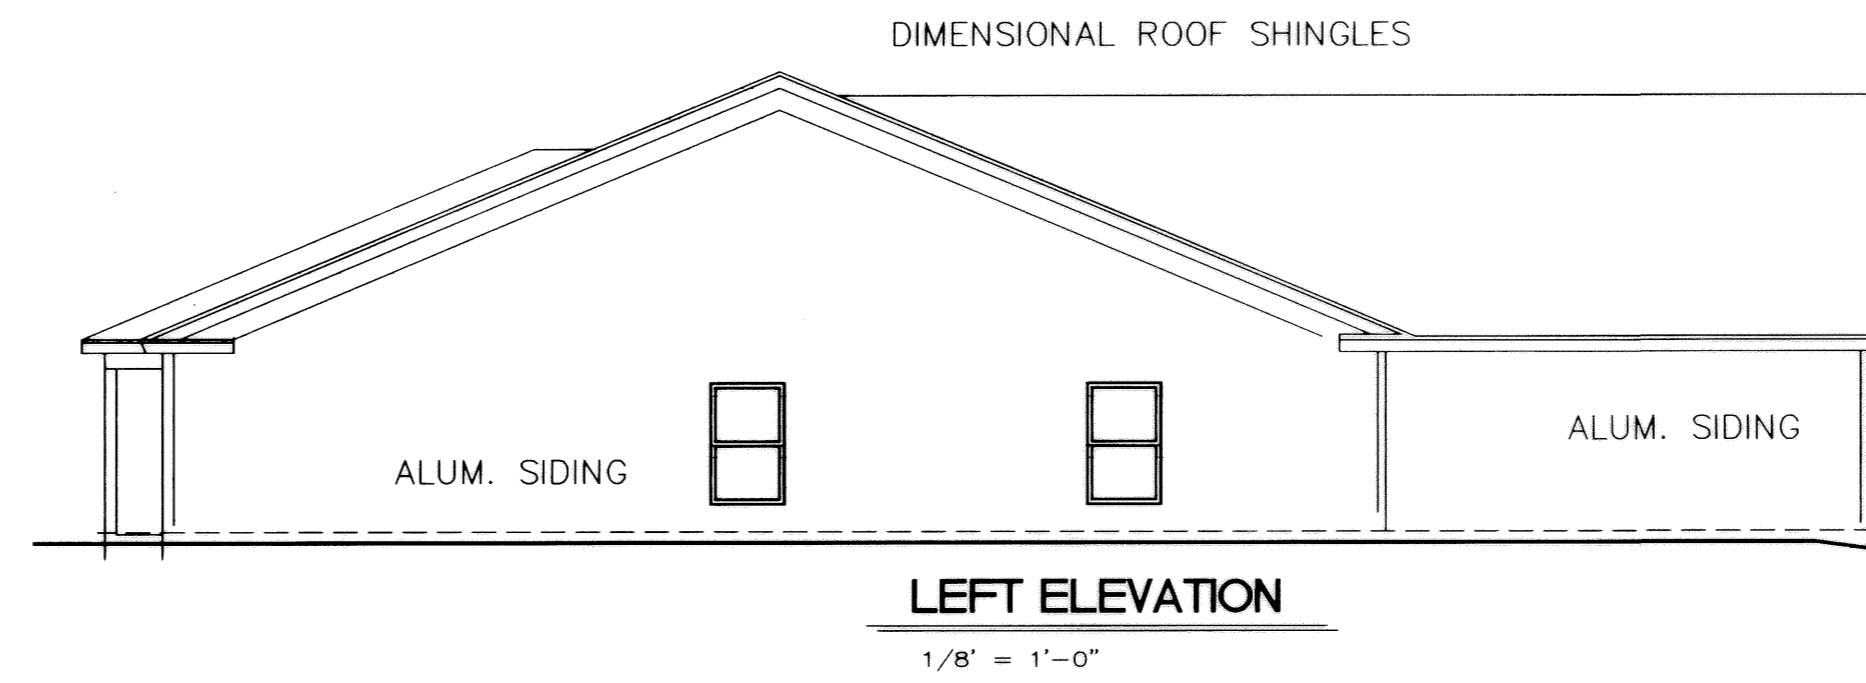 DIMENSIONAL ROOF SHINGLES
ALUM. SIDING
ALUM. SIDING
LEFT ELEVATION
1/8' = 1'-0"